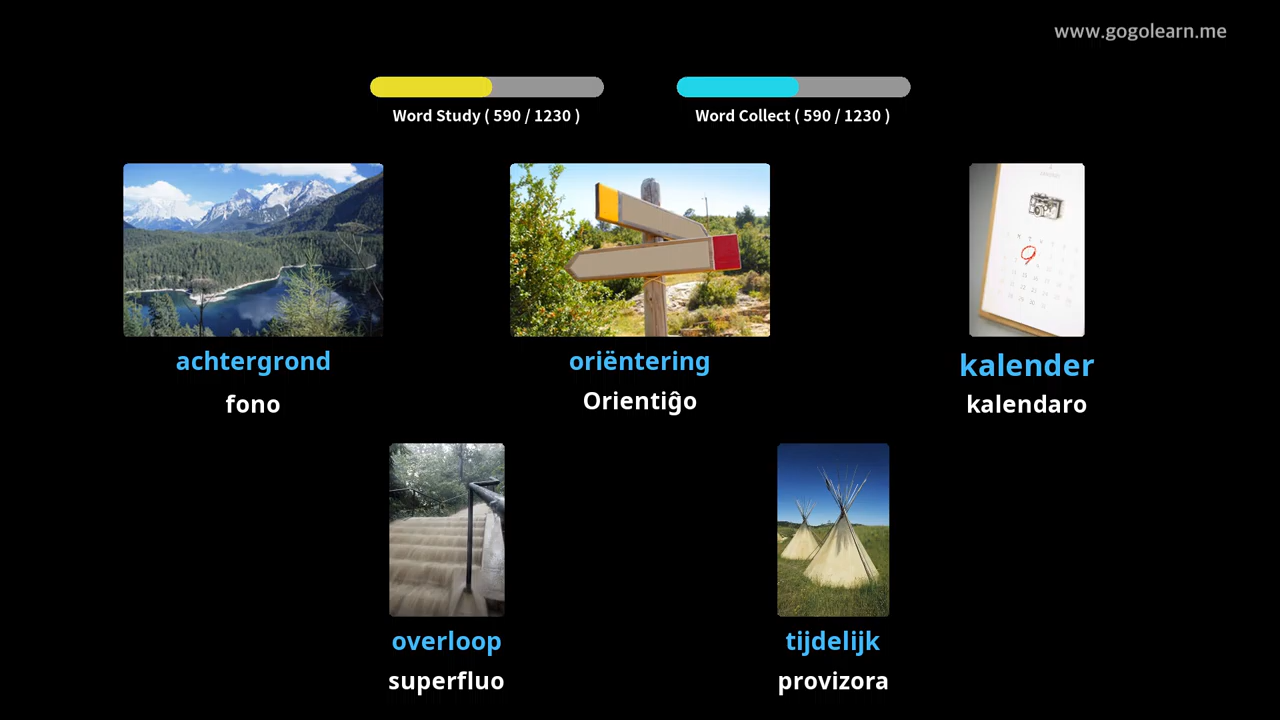 www.gogolearn.me
Word Study ( 590 / 1230 )
Word Collect ( 590 / 1230 )
achtergrond
fono
oriëntering
Orientiĝo
kalender
kalendaro
overloop
superfluo
tijdelijk
provizora